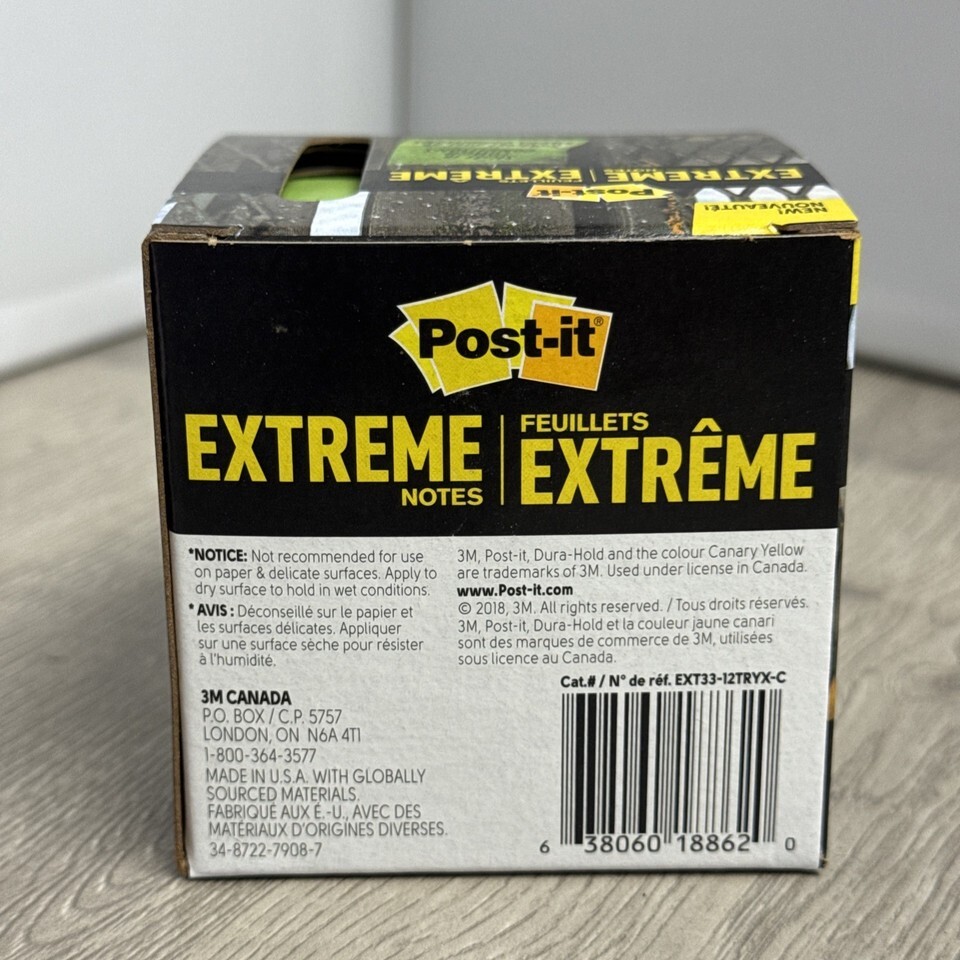 EXTRÊME
FEUILLETS
EXTREME
Post-it
NEW!
NOUVEAUTÉ!
Post-it®
EXTREME
NOTES
FEUILLETS
EXTRÊME
*NOTICE: Not recommended for use
on paper & delicate surfaces. Apply to
dry surface to hold in wet conditions.
*AVIS : Déconseillé sur le papier et
les surfaces délicates. Appliquer
sur une surface sèche pour résister
à l'humidité.
3M, Post-it, Dura-Hold and the colour Canary Yellow
are trademarks of 3M. Used under license in Canada.
www.Post-it.com
© 2018, 3M. All rights reserved. / Tous droits réservés.
3M, Post-it, Dura-Hold et la couleur jaune canari
sont des marques de commerce de 3M, utilisées
sous licence au Canada.
3M CANADA
P.O. BOX / C.P. 5757
LONDON, ON N6A 4T1
1-800-364-3577
MADE IN U.S.A. WITH GLOBALLY
SOURCED MATERIALS.
FABRIQUÉ AUX É.-U., AVEC DES
MATÉRIAUX D'ORIGINES DIVERSES.
34-8722-7908-7
Cat.# / N° de réf. EXT33-12TRYX-C
6 38060 18862 0